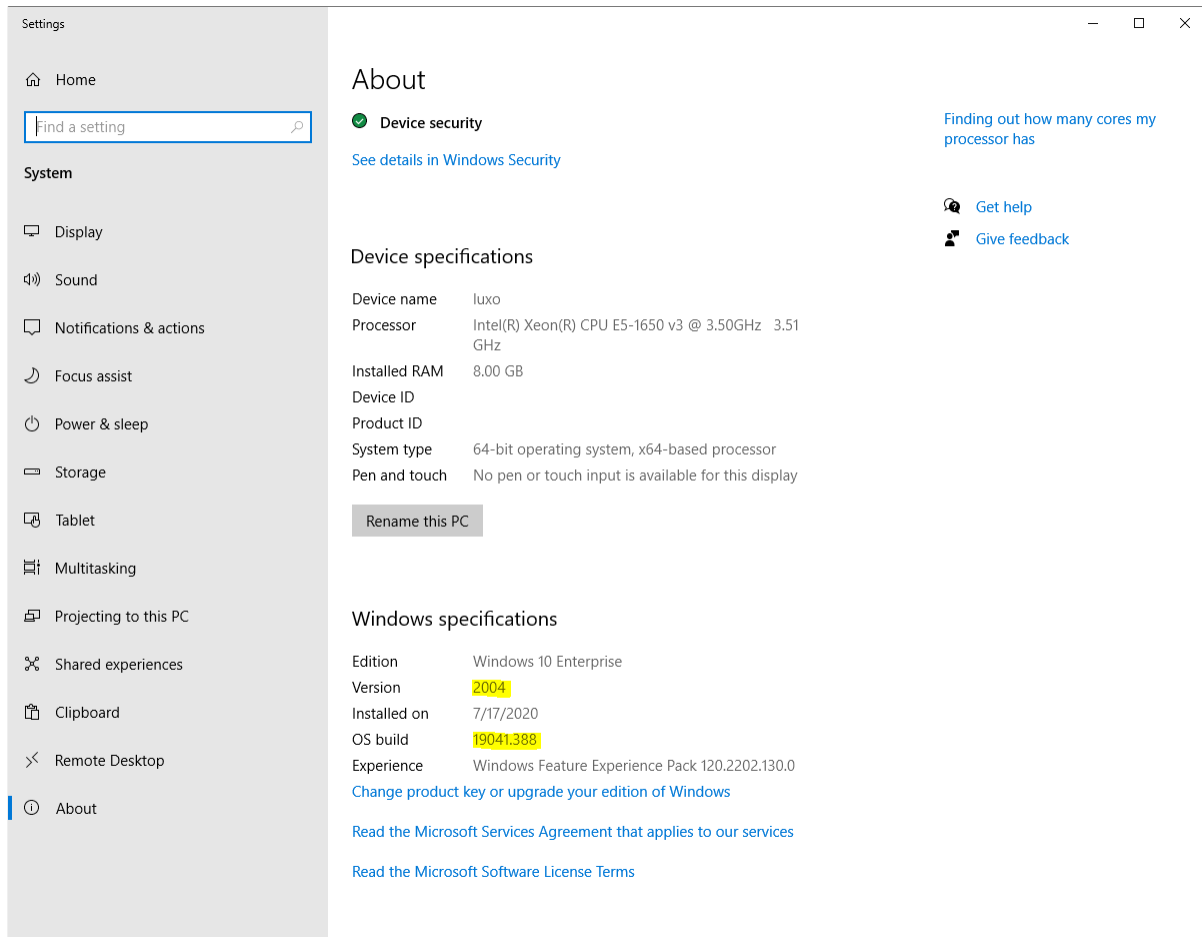 Settings
Home
Find a setting
System
Display
Sound
Notifications & actions
Focus assist
Power & sleep
Storage
Tablet
Multitasking
Projecting to this PC
Shared experiences
Clipboard
Remote Desktop
About
About
Device security
See details in Windows Security
Device specifications
Device name luxo
Processor Intel(R) Xeon(R) CPU E5-1650 v3 @ 3.50GHz 3.51
GHz
Installed RAM 8.00 GB
Device ID
Product ID
System type 64-bit operating system, x64-based processor
Pen and touch No pen or touch input is available for this display
Rename this PC
Windows specifications
Edition Windows 10 Enterprise
Version 2004
Installed on 7/17/2020
OS build 19041.388
Experience Windows Feature Experience Pack 120.2202.130.0
Change product key or upgrade your edition of Windows
Read the Microsoft Services Agreement that applies to our services
Read the Microsoft Software License Terms
Finding out how many cores my
processor has
Get help
Give feedback